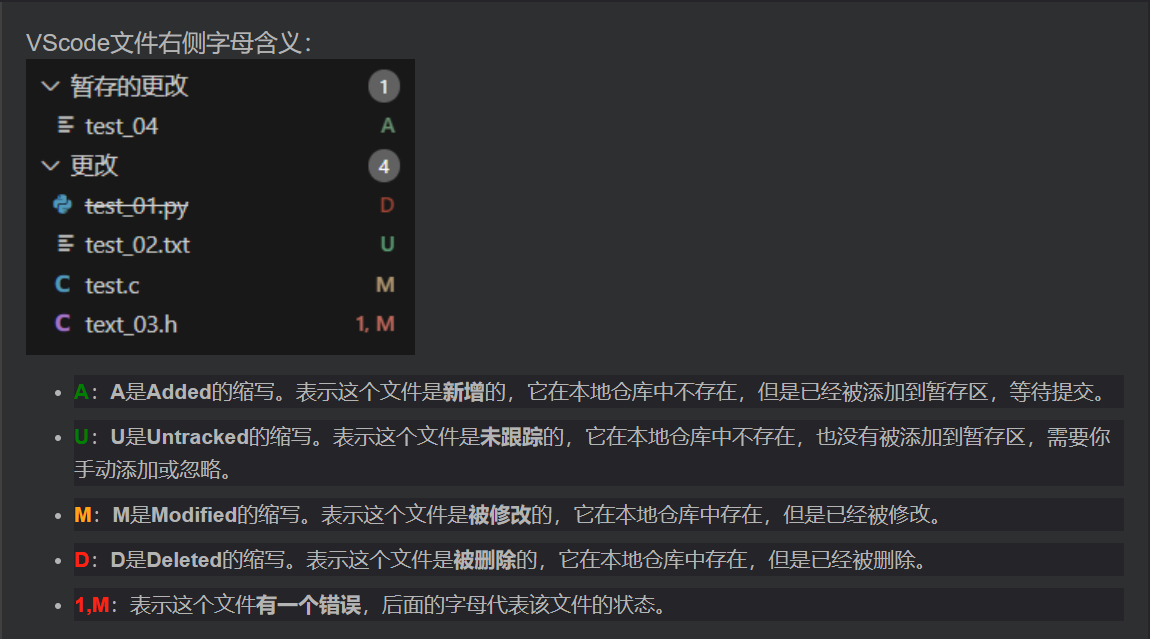 VScode文件右侧字母含义：
暂存的更改 1
test_04 A
更改 4
test_01.py D
test_02.txt U
C test.c M
C text_03.h 1, M
A：A是Added的缩写。表示这个文件是新增的，它在本地仓库中不存在，但是已经被添加到暂存区，等待提交。
U：U是Untracked的缩写。表示这个文件是未跟踪的，它在本地仓库中不存在，也没有被添加到暂存区，需要你
手动添加或忽略。
M：M是Modified的缩写。表示这个文件是被修改的，它在本地仓库中存在，但是已经被修改。
D：D是Deleted的缩写。表示这个文件是被删除的，它在本地仓库中存在，但是已经被删除。
1,M：表示这个文件有一个错误，后面的字母代表该文件的状态。